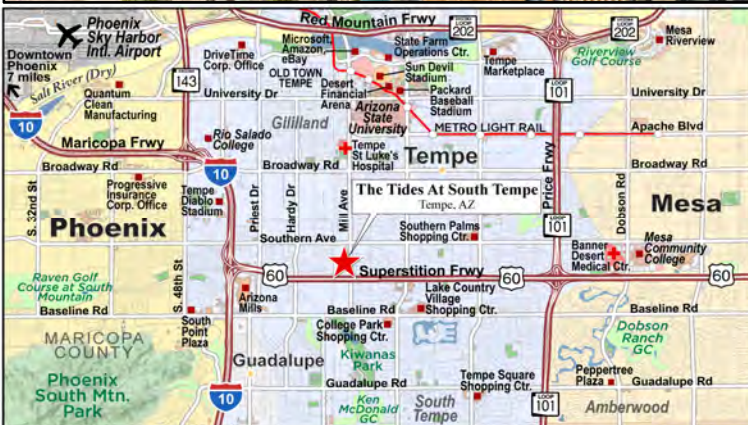 Phoenix
Sky Harbor
Intl. Airport
Downtown
Phoenix
7 miles
Salt River (Dry)
143
DriveTime
Corp. Office
Quantum
Clean
Manufacturing
Red Mountain Frwy
LOOP
202
LOOP
202
Microsoft,
Amazon,
eBay
State Farm
Operations Ctr.
OLD TOWN
TEMPE
Sun Devil
Stadium
Desert
Financial
Arena
Packard
Baseball
Stadium
Arizona
State
University
Tempe
Marketplace
Mesa
Riverview
Riverview
Golf Course
LOOP
101
University Dr
University Dr
10
Maricopa Frwy
Rio Salado
College
Gililland
METRO LIGHT RAIL
Apache Blvd
Tempe
St Luke's
Hospital
Tempe
10
Broadway Rd
Broadway Rd
Broadway Rd
Progressive
Insurance
Corp. Office
Tempe
Diablo
Stadium
S. 32nd St
Phoenix
S. 48th St
Priest Dr
Hardy Dr
Mill Ave
The Tides At South Tempe
Tempe, AZ
Price Frwy
Dobson Rd
Mesa
Southern Ave
Southern Palms
Shopping Ctr.
LOOP
101
Banner
Desert
Medical Ctr.
Mesa
Community
College
60
Superstition Frwy
60
60
Raven Golf
Course at South
Mountain
Arizona
Mills
Lake Country
Village
Shopping Ctr.
Baseline Rd
Baseline Rd
Baseline Rd
South
Point
Plaza
College Park
Shopping Ctr.
MARICOPA
COUNTY
Guadalupe
Kiwanas
Park
Dobson
Ranch
GC
Phoenix
South Mtn.
Park
10
Guadalupe Rd
Guadalupe Rd
Ken
McDonald
GC
South
Tempe
Tempe Square
Shopping Ctr.
LOOP
101
Peppertree
Plaza
Amberwood